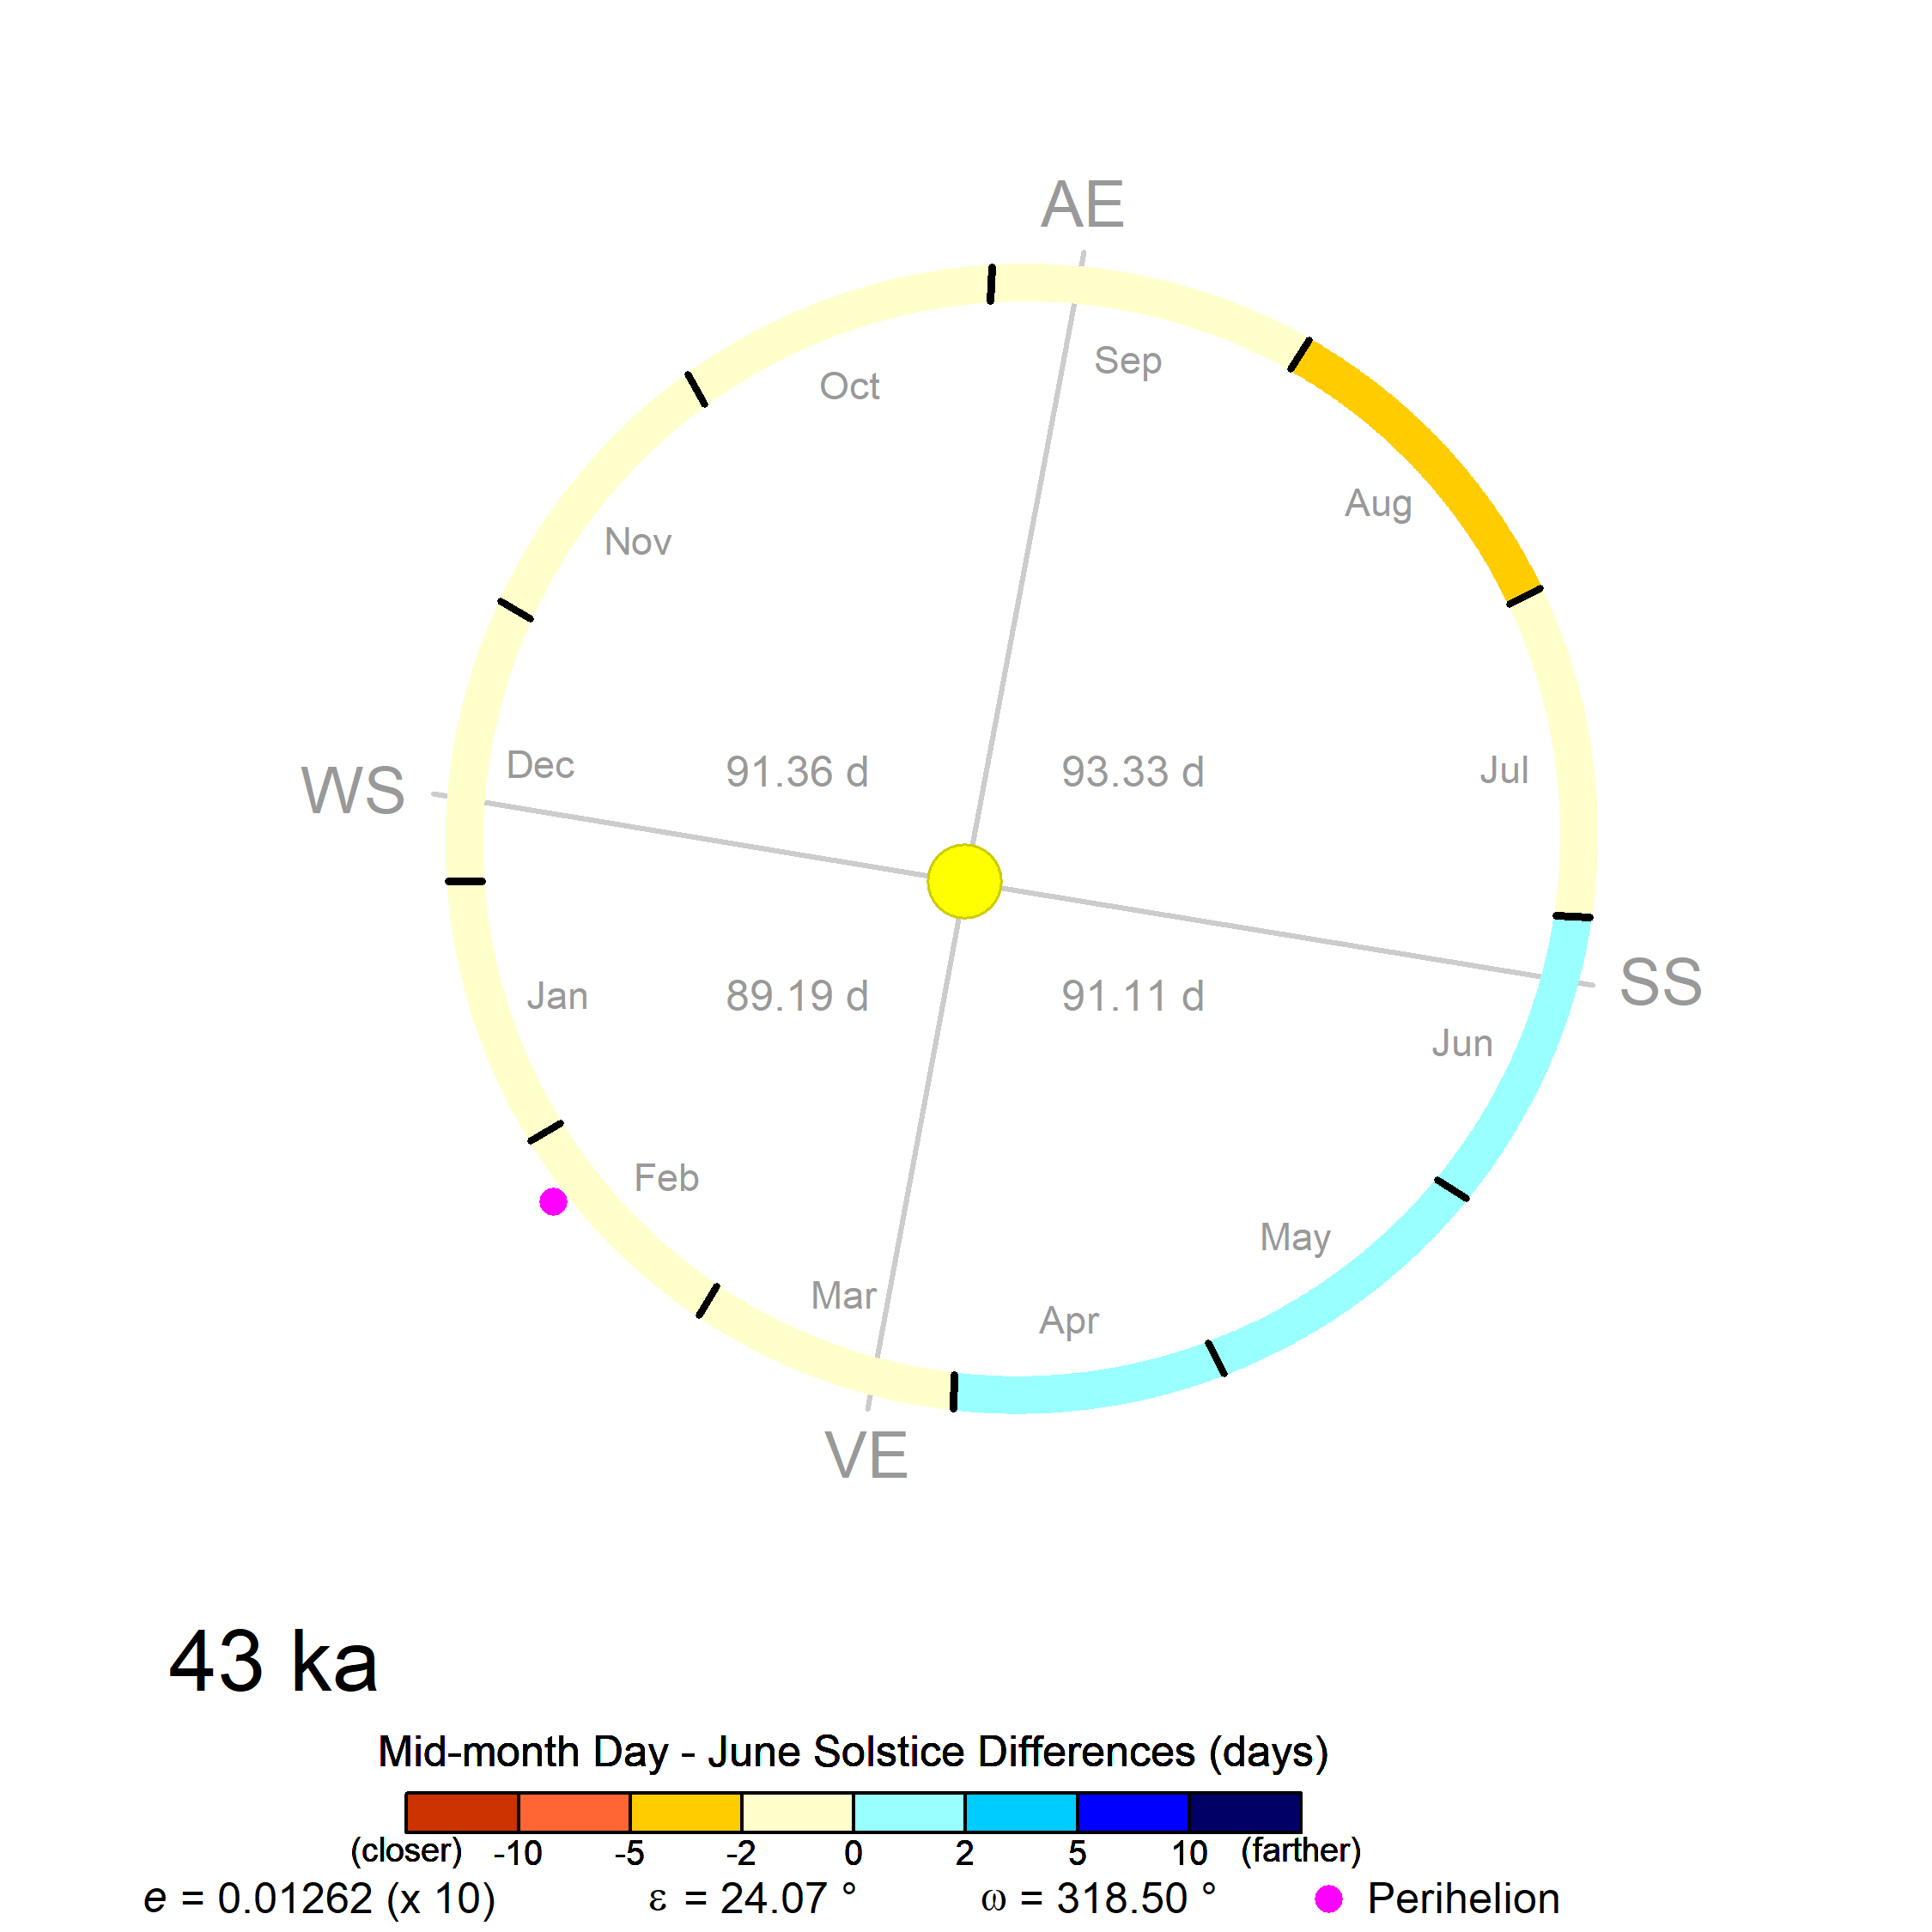 AE
Sep
Oct
Aug
Nov
Dec
91.36 d
93.33 d
Jul
WS
SS
Jan
89.19 d
91.11 d
Jun
Feb
May
Mar
Apr
VE
43 ka
Mid-month Day - June Solstice Differences (days)
(closer) -10 -5 -2 0 2 5 10 (farther)
e = 0.01262 (x 10) ε = 24.07 ° ω = 318.50 ° Perihelion